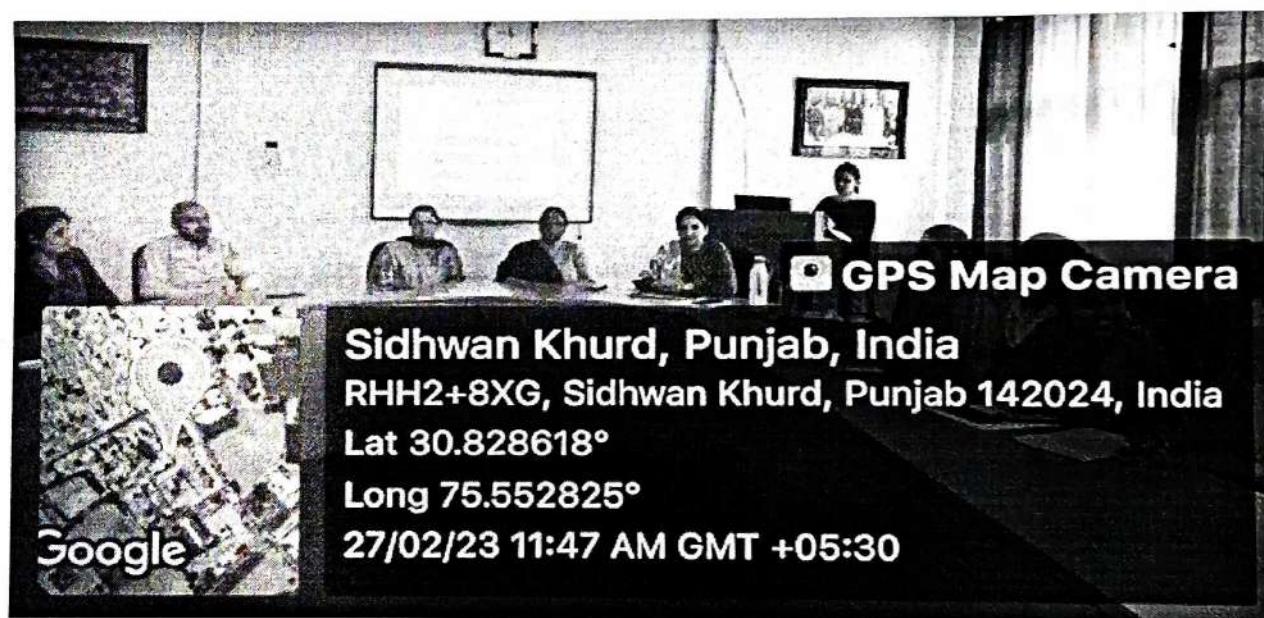 GPS Map Camera
Sidhwan Khurd, Punjab, India
RHH2+8XG, Sidhwan Khurd, Punjab 142024, India
Lat 30.828618°
Long 75.552825°
27/02/23 11:47 AM GMT +05:30
Google